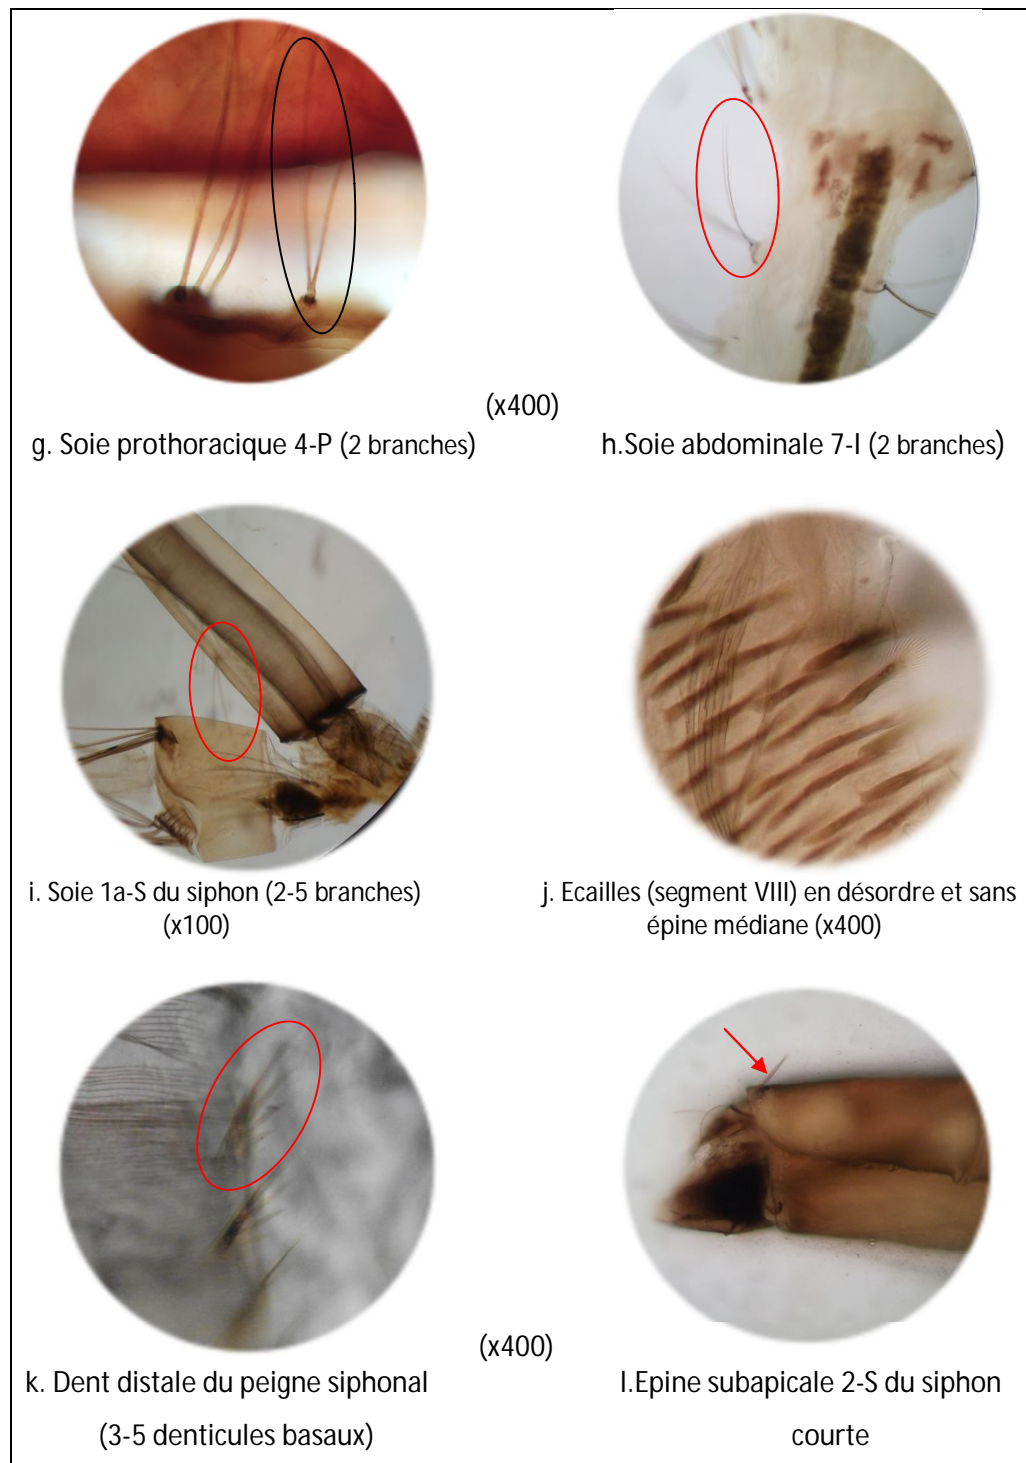 (x400)
g. Soie prothoracique 4-P (2 branches)
h.Soie abdominale 7-I (2 branches)
i. Soie 1a-S du siphon (2-5 branches)
(x100)
j. Ecailles (segment VIII) en désordre et sans
épine médiane (x400)
(x400)
k. Dent distale du peigne siphonal
(3-5 denticules basaux)
l.Epine subapicale 2-S du siphon
courte